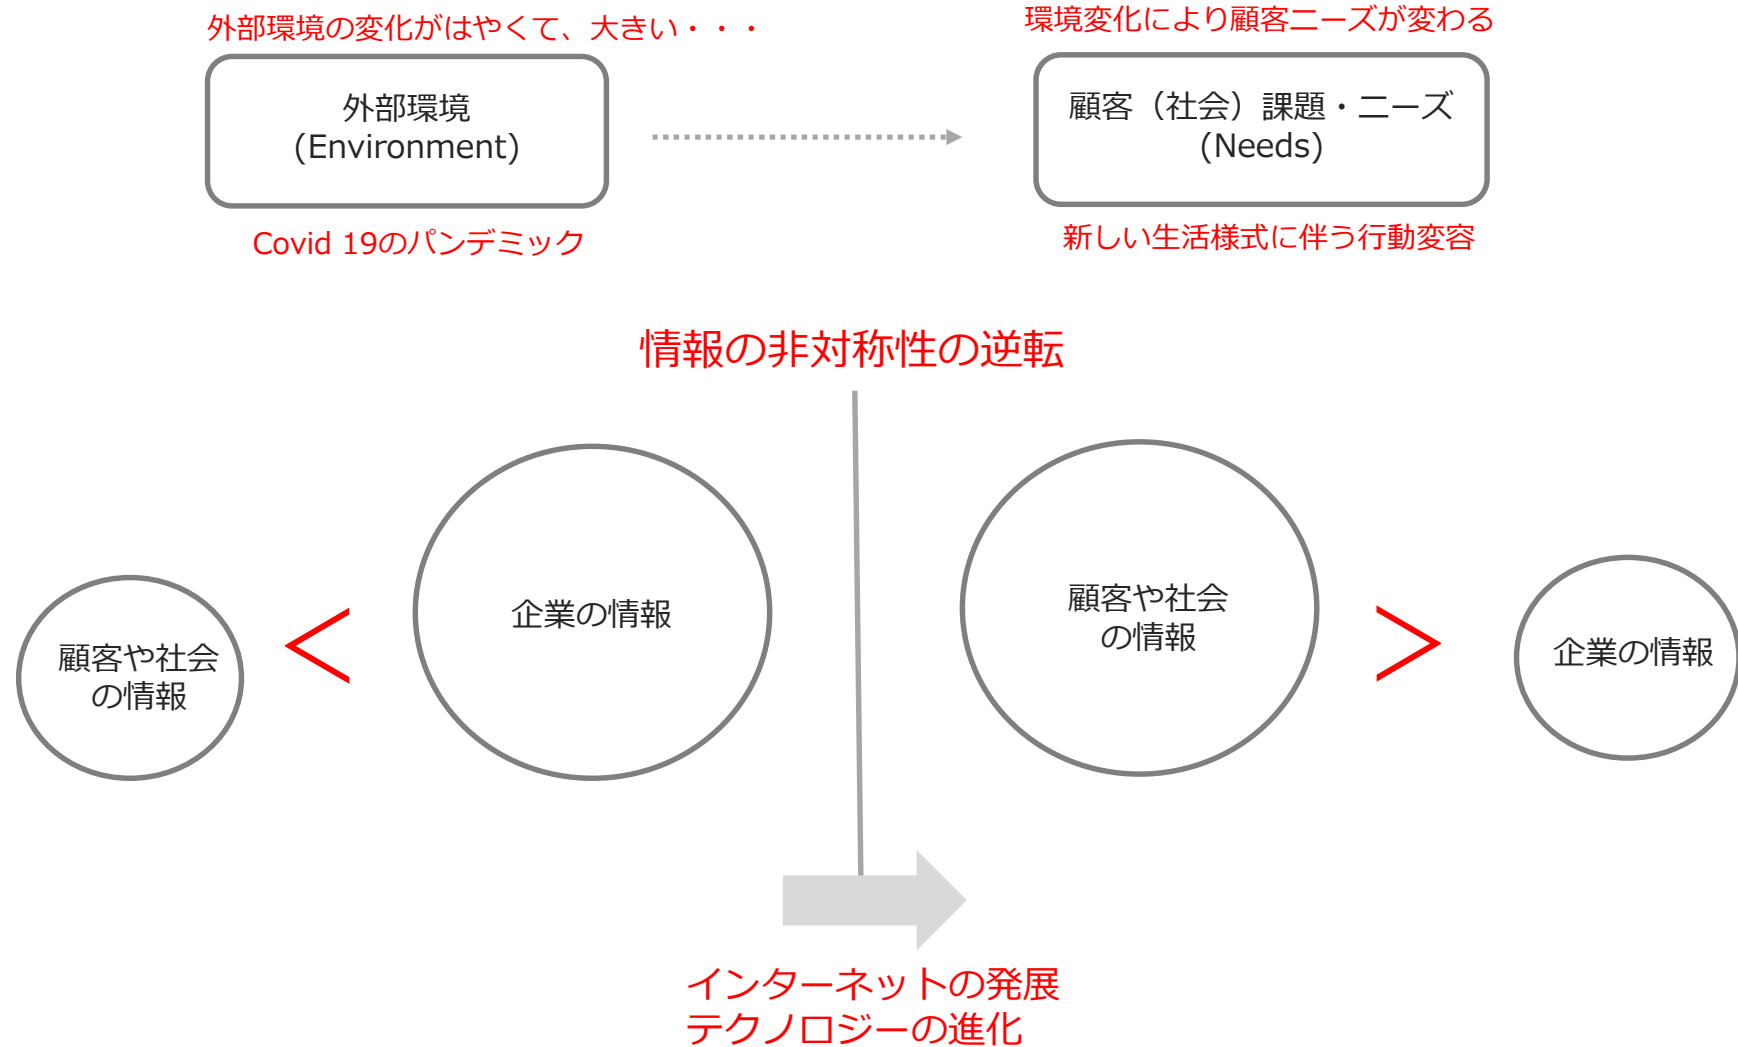 外部環境の変化がはやくて、大きい・・・
環境変化により顧客ニーズが変わる
外部環境
(Environment)
顧客（社会）課題・ニーズ
(Needs)
Covid 19のパンデミック
新しい生活様式に伴う行動変容
情報の非対称性の逆転
顧客や社会
の情報
<
企業の情報
顧客や社会
の情報
>
企業の情報
インターネットの発展
テクノロジーの進化